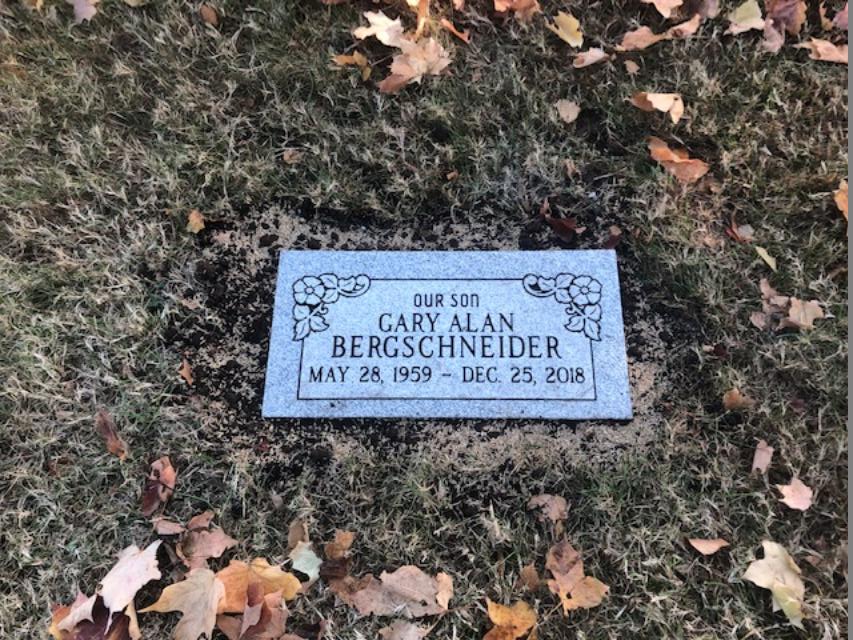 OUR SON
GARY ALAN
BERGSCHNEIDER
MAY 28, 1959 - DEC. 25, 2018